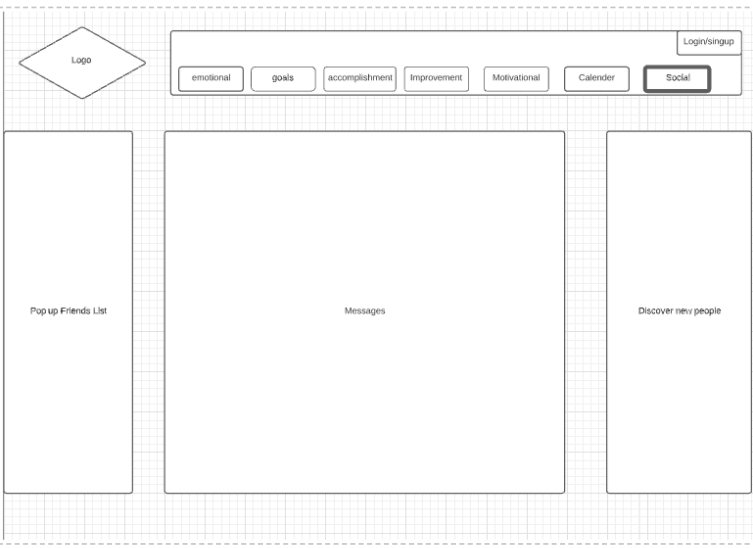 Logo
Login/singup
emotional
goals
accomplishment
Improvement
Motivational
Calender
Social
Pop up Friends List
Messages
Discover new people